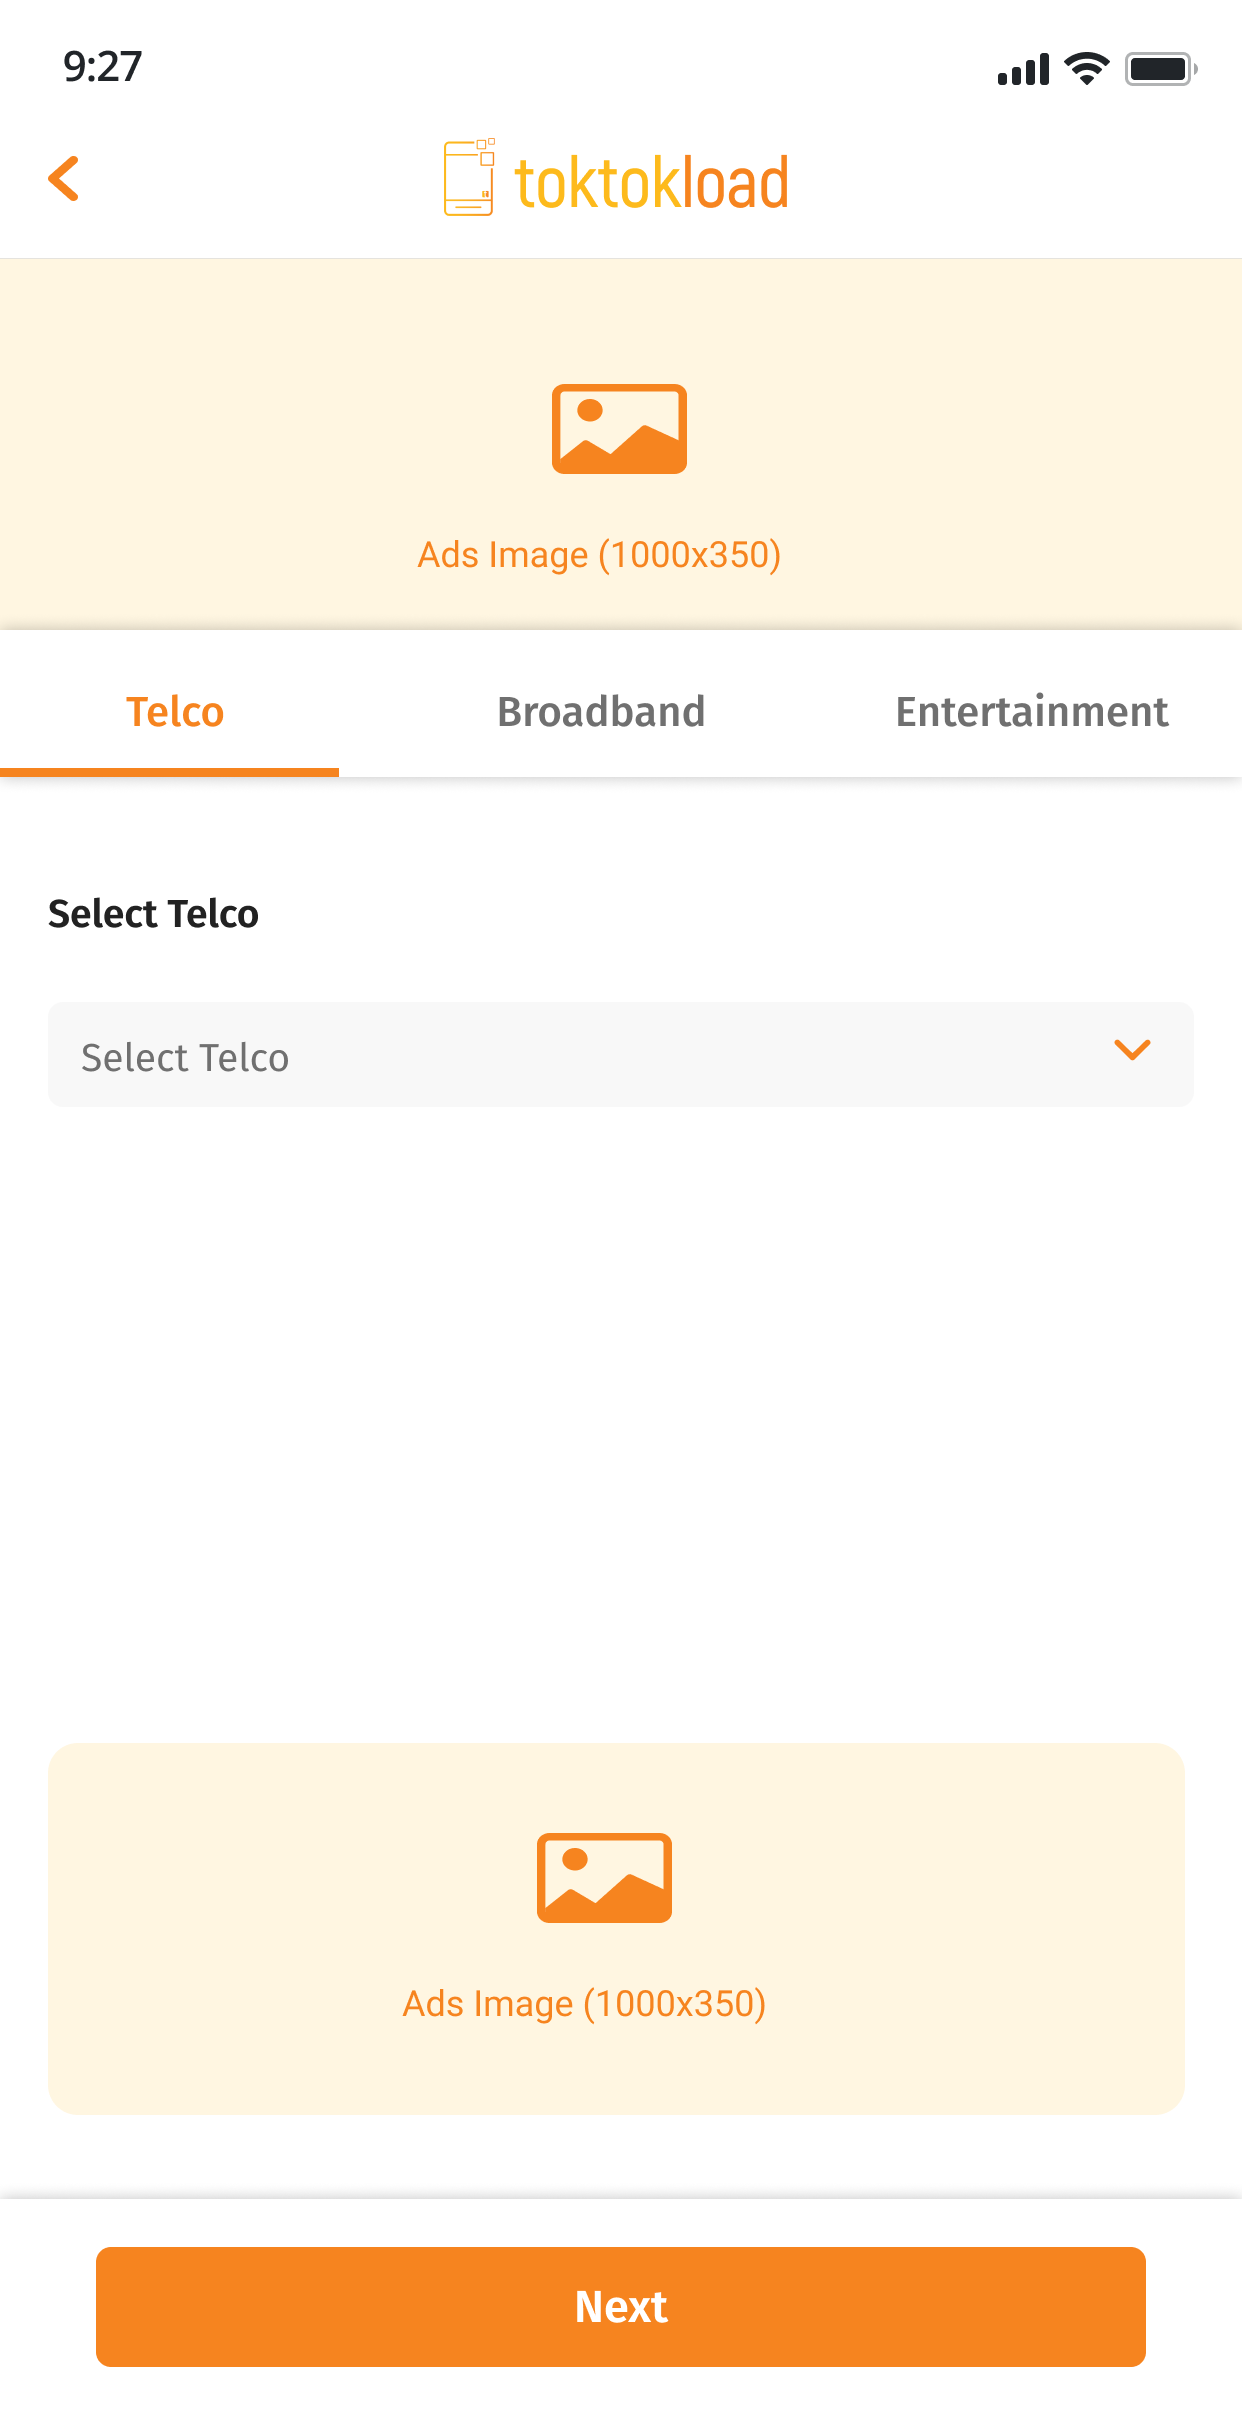 9:27
toktokload
Ads Image (1000x350)
Telco
Broadband
Entertainment
Select Telco
Select Telco
Ads Image (1000x350)
Next